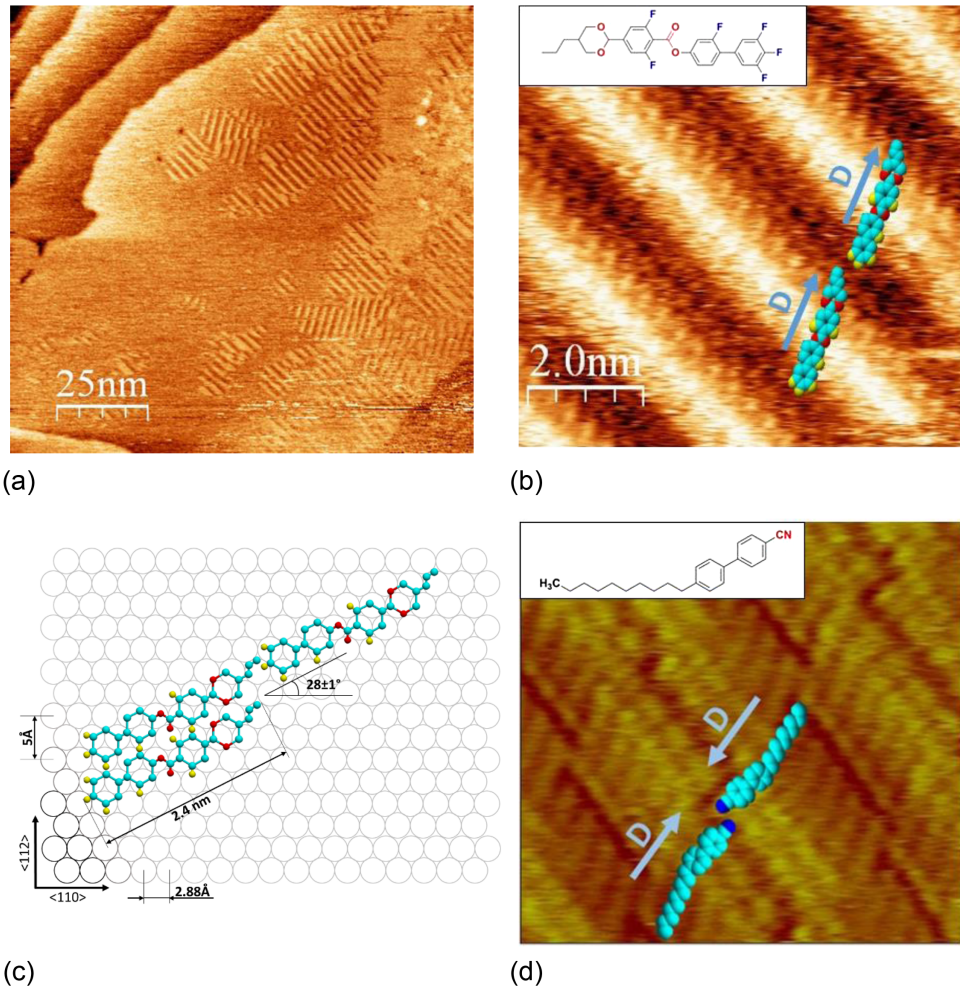 25nm
(a)
F
F
O
O
O
O
F
F
F
F
F
D
D
2.0nm
(b)
28±1°
5Å
2.4 nm
<112>
<110>
2.88Å
(c)
CN
H₃C
D
D
(d)